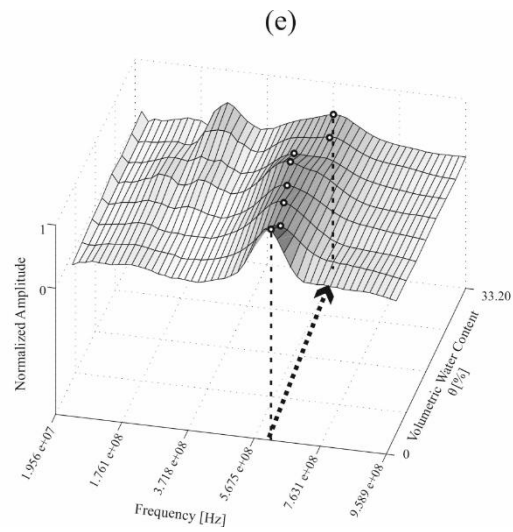 (e)
1
0
Normalized Amplitude
33.20
Volumetric Water Content
θ[%]
0
1.956 e+07
1.761 e+08
3.718 e+08
5.675 e+08
7.631 e+08
9.589 e+08
Frequency [Hz]